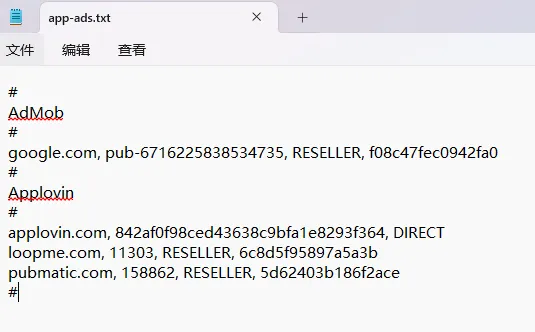 app-ads.txt
文件 编辑 查看
#
AdMob
#
google.com, pub-6716225838534735, RESELLER, f08c47fec0942fa0
#
Applovin
#
applovin.com, 842af0f98ced43638c9bfa1e8293f364, DIRECT
loopme.com, 11303, RESELLER, 6c8d5f95897a5a3b
pubmatic.com, 158862, RESELLER, 5d62403b186f2ace
#